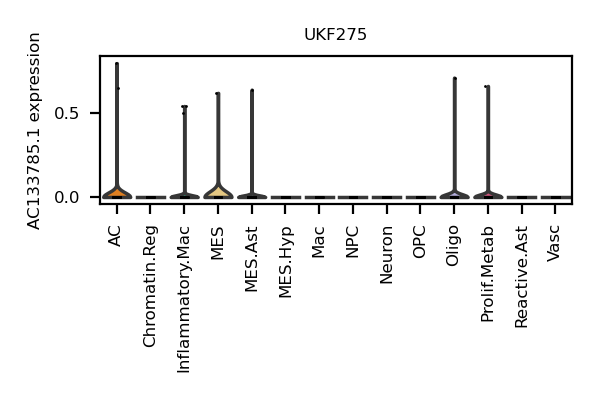 UKF275
AC133785.1 expression
0.5
0.0
AC
Chromatin.Reg
Inflammatory.Mac
MES
MES.Ast
MES.Hyp
Mac
NPC
Neuron
OPC
Oligo
Prolif.Metab
Reactive.Ast
Vasc